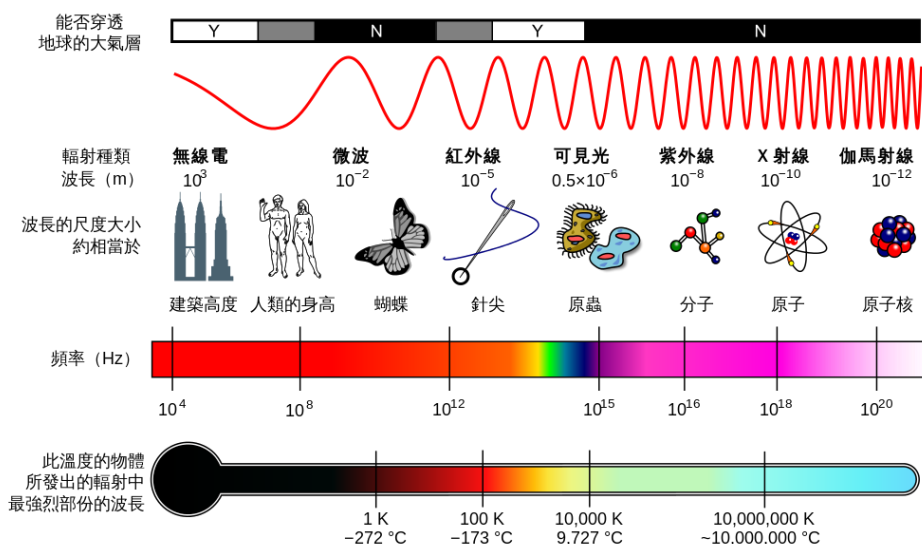 能否穿透
地球的大氣層
Y N Y N
輻射種類 無線電 微波 紅外線 可見光 紫外線 X 射線 伽馬射線
波長（m） 10³ 10⁻² 10⁻⁵ 0.5×10⁻⁶ 10⁻⁸ 10⁻¹⁰ 10⁻¹²
波長的尺度大小
約相當於
建築高度 人類的身高 蝴蝶 針尖 原蟲 分子 原子 原子核
頻率（Hz）
10⁴ 10⁸ 10¹² 10¹⁵ 10¹⁶ 10¹⁸ 10²⁰
此溫度的物體
所發出的輻射中
最強烈部份的波長
1 K 100 K 10,000 K 10,000,000 K
−272 °C −173 °C 9.727 °C ~10.000.000 °C